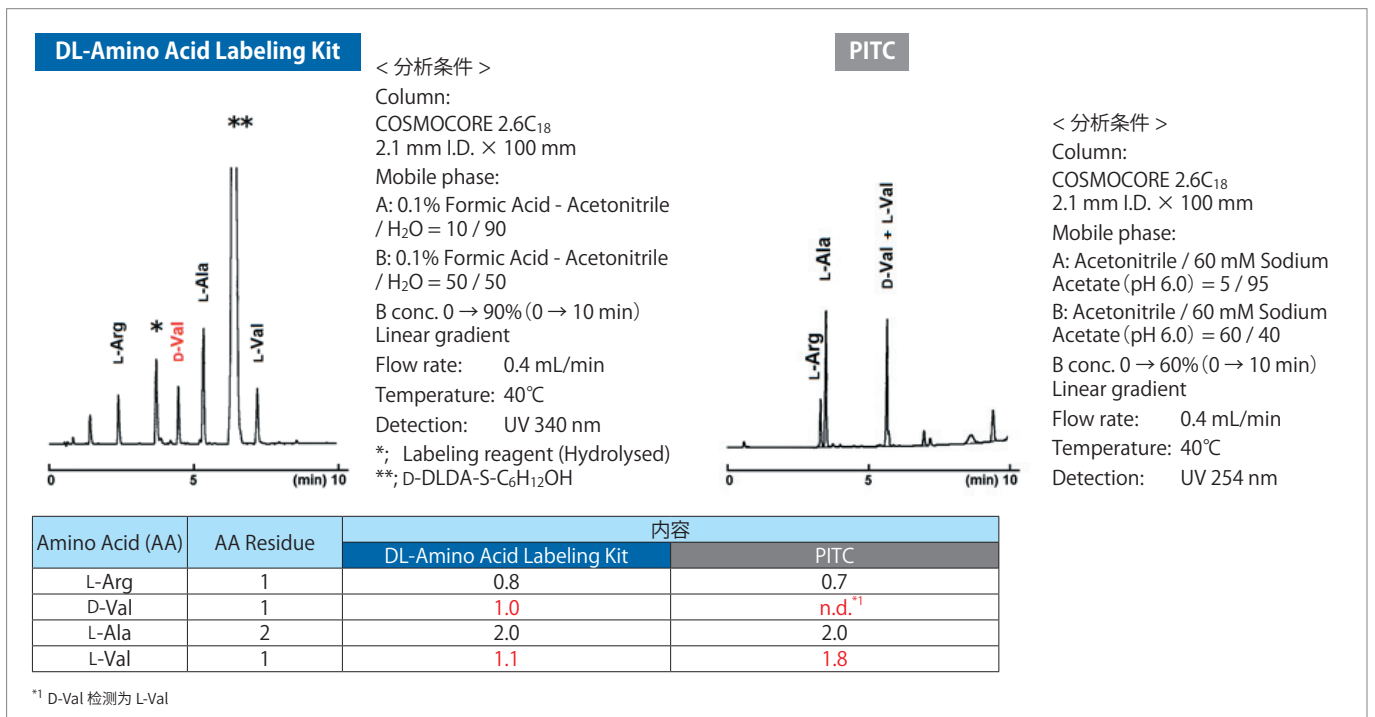 DL-Amino Acid Labeling Kit
**
L-Arg
*
D-Val
L-Ala
L-Val
0 5 (min) 10
< 分析条件 >
Column:
COSMOCORE 2.6C₁₈
2.1 mm I.D. × 100 mm
Mobile phase:
A: 0.1% Formic Acid - Acetonitrile
/ H₂O = 10 / 90
B: 0.1% Formic Acid - Acetonitrile
/ H₂O = 50 / 50
B conc. 0 → 90%(0 → 10 min)
Linear gradient
Flow rate: 0.4 mL/min
Temperature: 40℃
Detection: UV 340 nm
*; Labeling reagent (Hydrolysed)
**; D-DLDA-S-C₆H₁₂OH
PITC
L-Arg
L-Ala
D-Val + L-Val
0 5 (min) 10
< 分析条件 >
Column:
COSMOCORE 2.6C₁₈
2.1 mm I.D. × 100 mm
Mobile phase:
A: Acetonitrile / 60 mM Sodium
Acetate(pH 6.0) = 5 / 95
B: Acetonitrile / 60 mM Sodium
Acetate(pH 6.0) = 60 / 40
B conc. 0 → 60%(0 → 10 min)
Linear gradient
Flow rate: 0.4 mL/min
Temperature: 40℃
Detection: UV 254 nm
Amino Acid (AA) AA Residue 内容
DL-Amino Acid Labeling Kit PITC
L-Arg 1 0.8 0.7
D-Val 1 1.0 n.d.*1
L-Ala 2 2.0 2.0
L-Val 1 1.1 1.8
*1 D-Val 检测为 L-Val